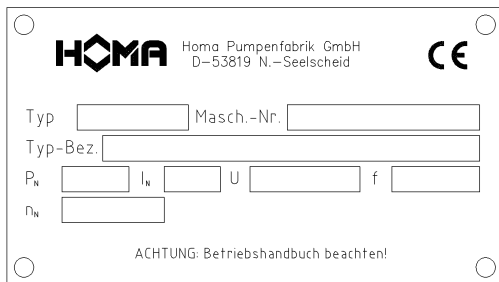 HOMA Homa Pumpenfabrik GmbH
D-53819 N.-Seelscheid
CE
Typ Masch.-Nr.
Typ-Bez.
PN IN U f
nN
ACHTUNG: Betriebshandbuch beachten!